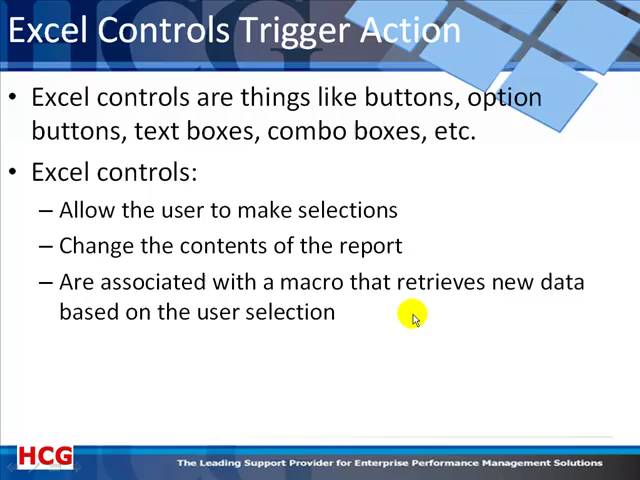 Excel Controls Trigger Action
• Excel controls are things like buttons, option
buttons, text boxes, combo boxes, etc.
• Excel controls:
– Allow the user to make selections
– Change the contents of the report
– Are associated with a macro that retrieves new data
based on the user selection
HCG
The Leading Support Provider for Enterprise Performance Management Solutions